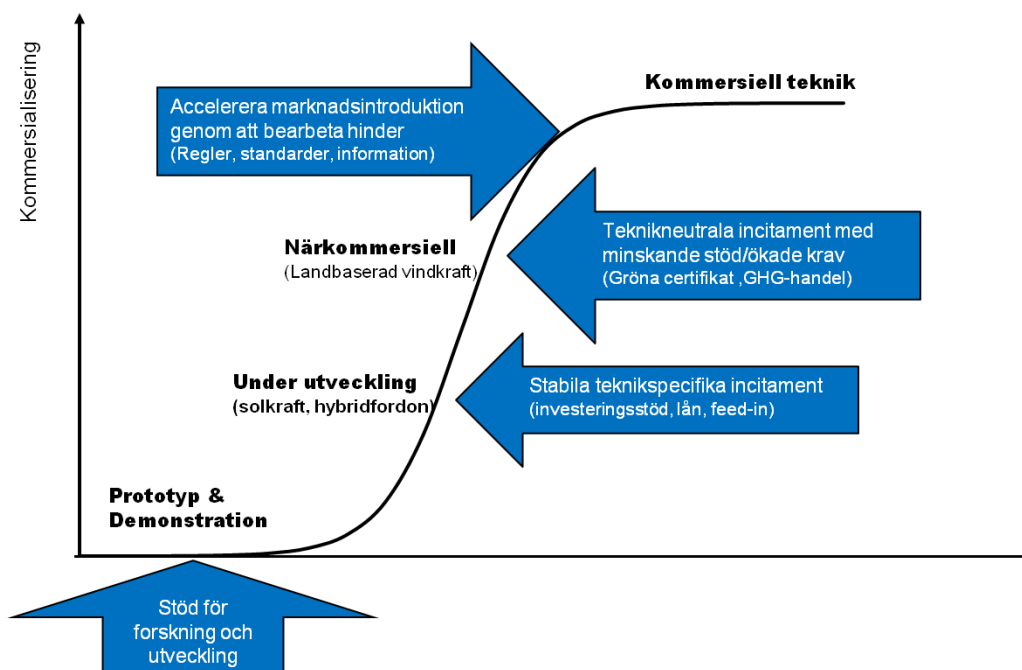 Kommersialisering
Kommersiell teknik
Accelerera marknadsintroduktion
genom att bearbeta hinder
(Regler, standarder, information)
Teknikneutrala incitament med
minskande stöd/ökade krav
(Gröna certifikat ,GHG-handel)
Närkommersiell
(Landbaserad vindkraft)
Under utveckling
(solkraft, hybridfordon)
Stabila teknikspecifika incitament
(investeringsstöd, lån, feed-in)
Prototyp &
Demonstration
Stöd för
forskning och
utveckling